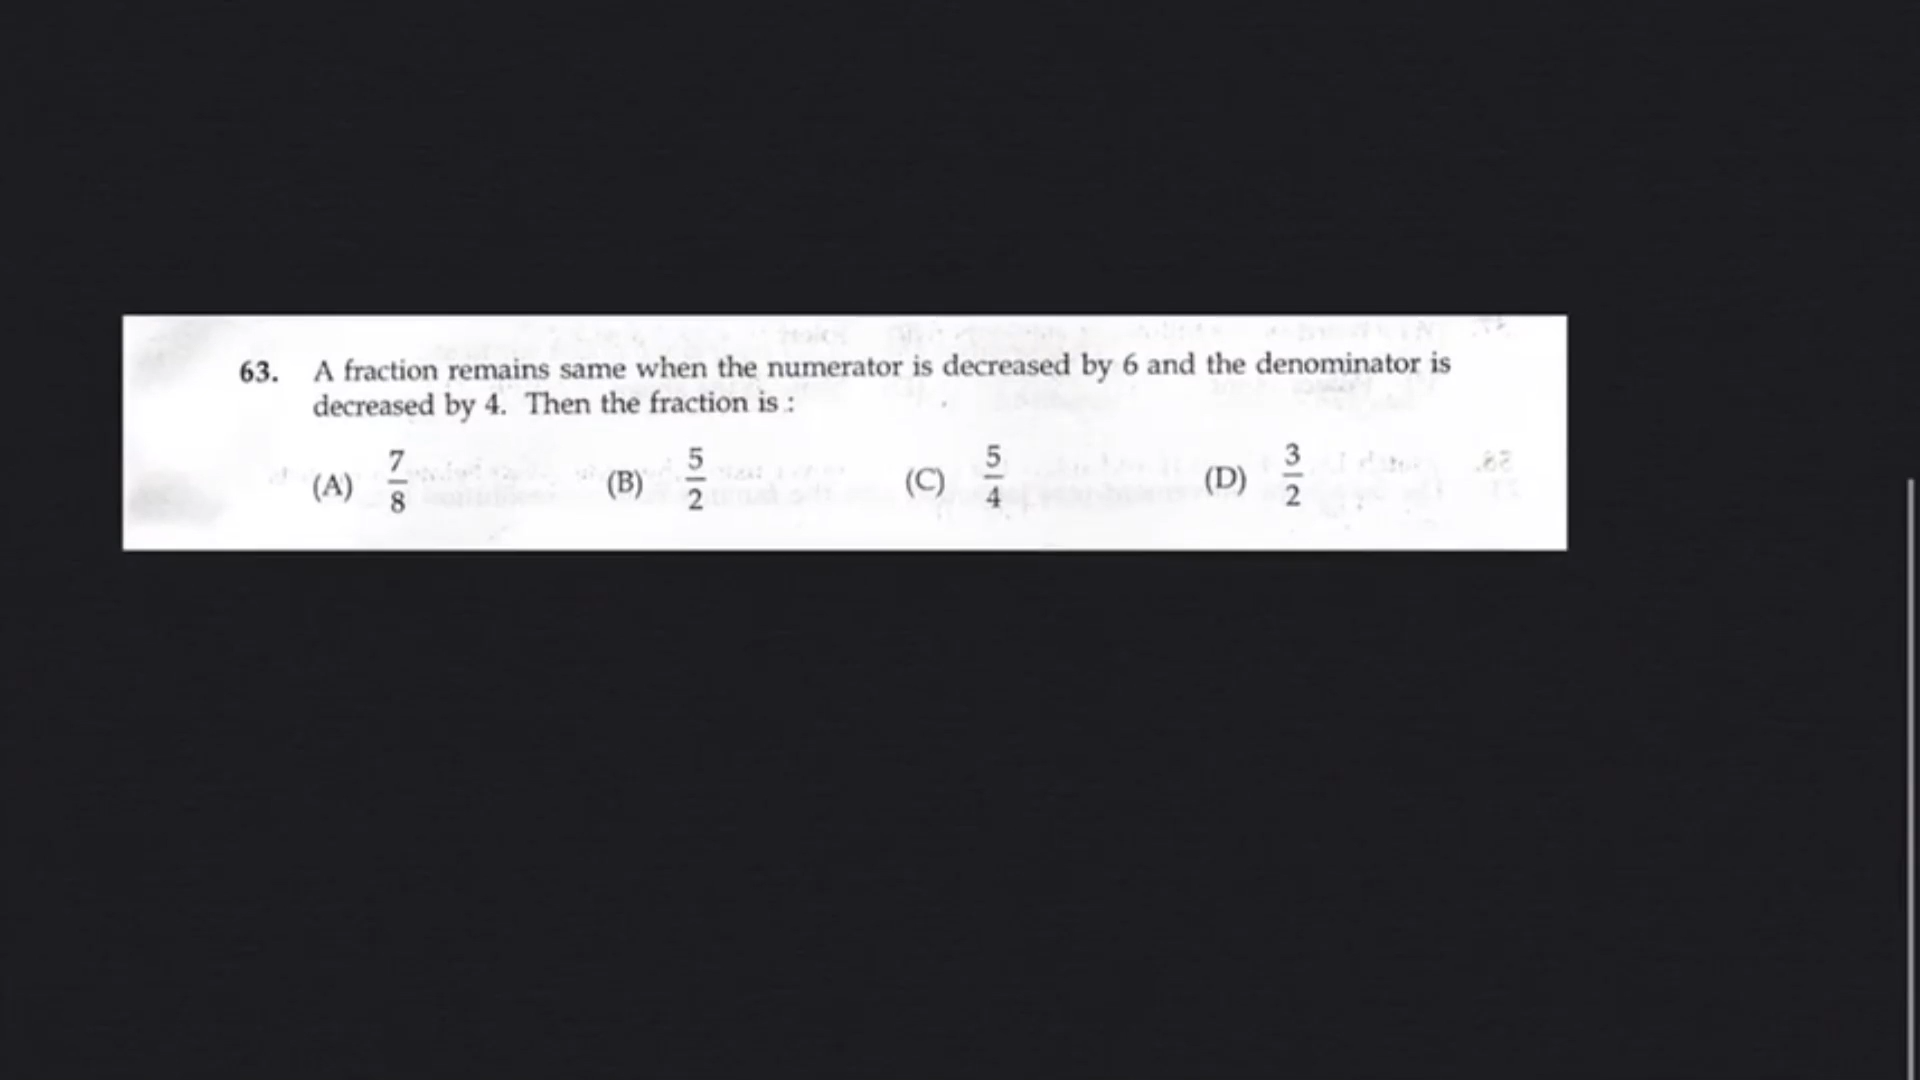 63. A fraction remains same when the numerator is decreased by 6 and the denominator is
decreased by 4. Then the fraction is :
(A) 7/8 (B) 5/2 (C) 5/4 (D) 3/2